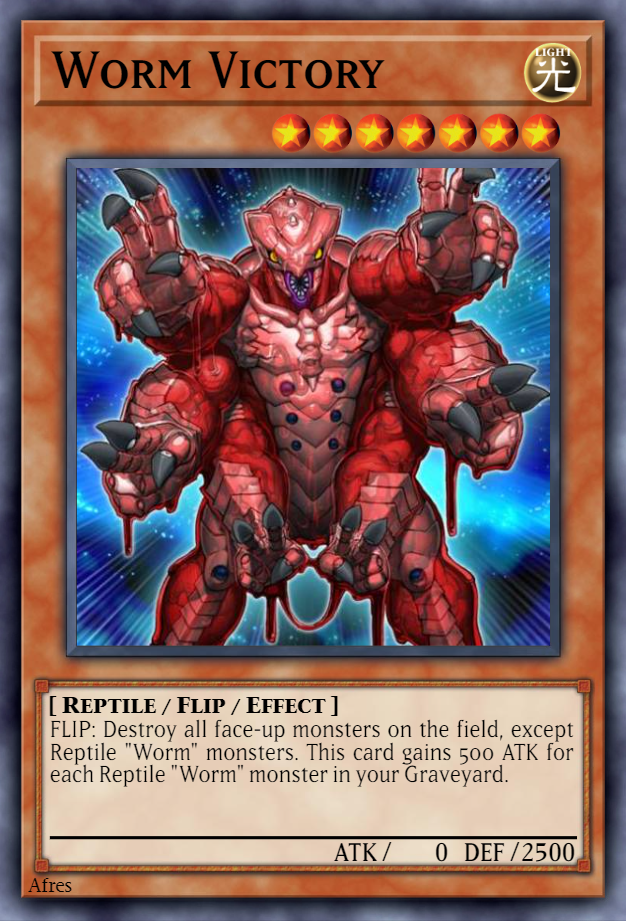 Worm Victory
LIGHT
光
[ Reptile / Flip / Effect ]
FLIP: Destroy all face-up monsters on the field, except
Reptile "Worm" monsters. This card gains 500 ATK for
each Reptile "Worm" monster in your Graveyard.
ATK / 0 DEF /2500
Afres